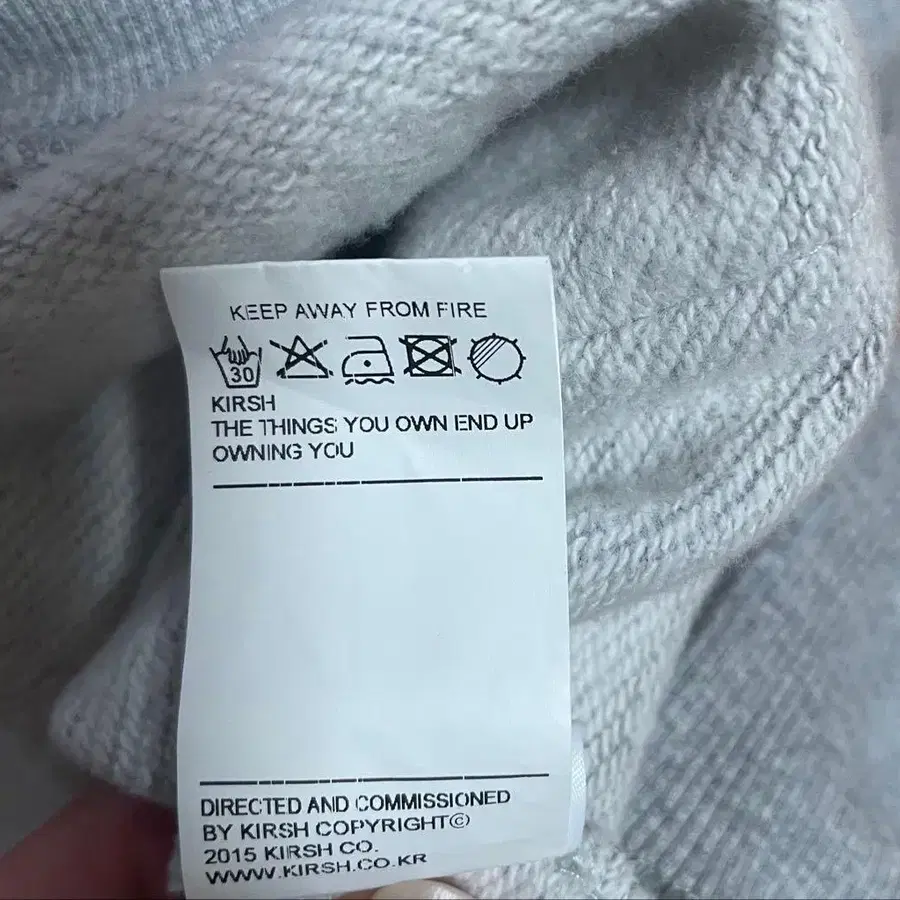 KEEP AWAY FROM FIRE
30
KIRSH
THE THINGS YOU OWN END UP
OWNING YOU
DIRECTED AND COMMISSIONED
BY KIRSH COPYRIGHT©
2015 KIRSH CO.
WWW.KIRSH.CO.KR